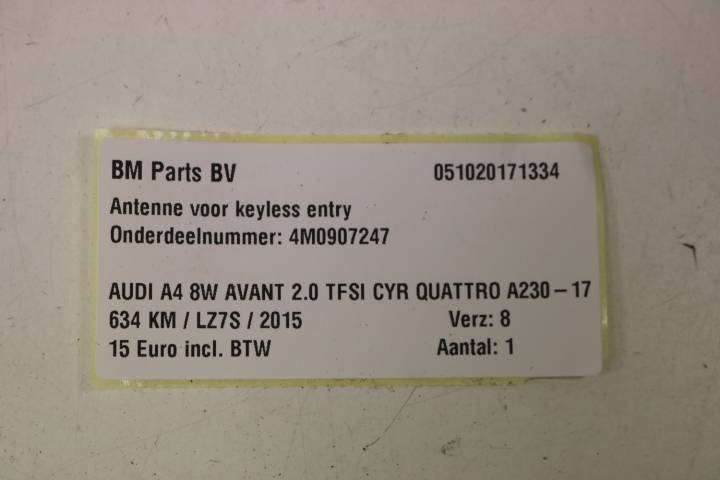 BM Parts BV 051020171334
Antenne voor keyless entry
Onderdeelnummer: 4M0907247
AUDI A4 8W AVANT 2.0 TFSI CYR QUATTRO A230-17
634 KM / LZ7S / 2015 Verz: 8
15 Euro incl. BTW Aantal: 1